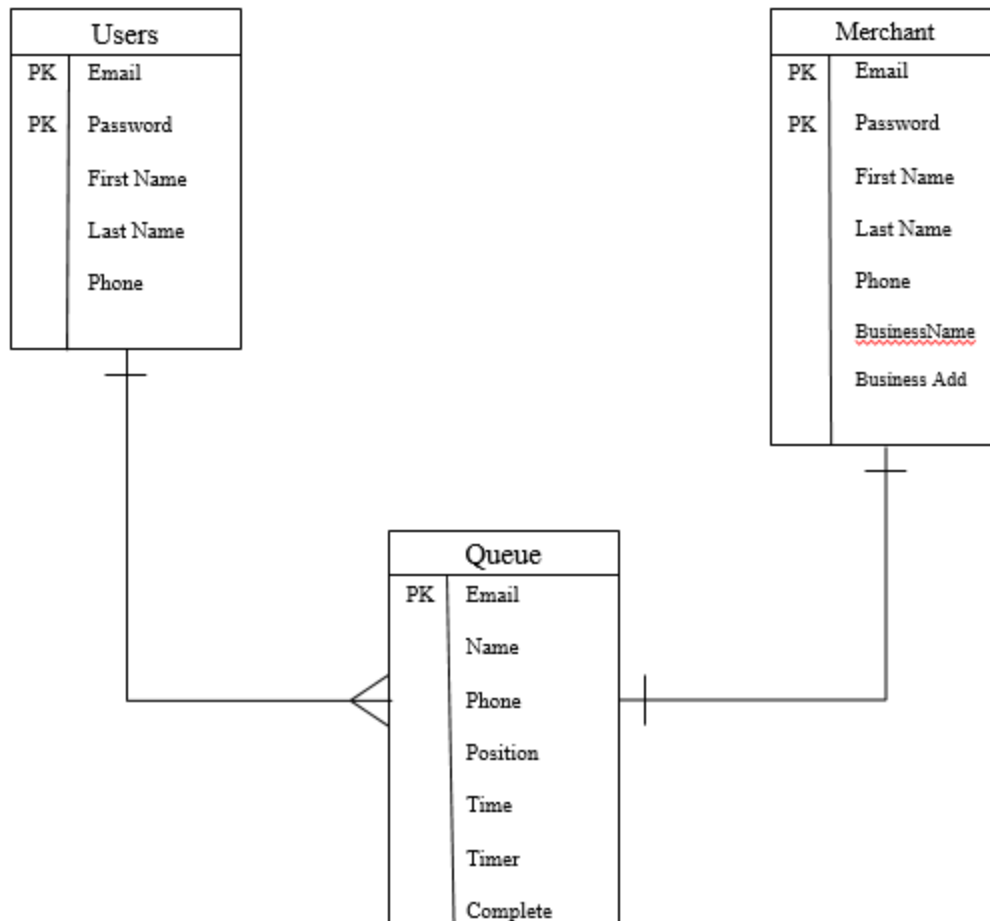 Users
PK Email
PK Password
First Name
Last Name
Phone
Merchant
PK Email
PK Password
First Name
Last Name
Phone
BusinessName
Business Add
Queue
PK Email
Name
Phone
Position
Time
Timer
Complete